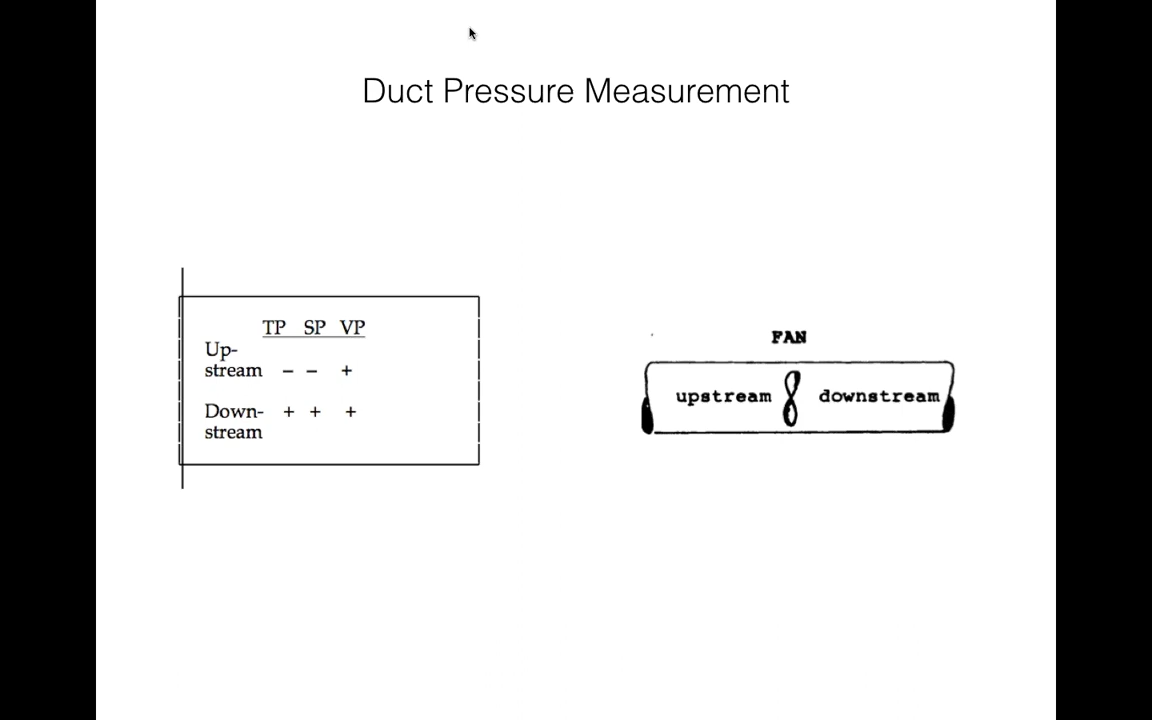 Duct Pressure Measurement
TP SP VP
Up-
stream – – +
Down- + + +
stream
FAN
upstream
downstream